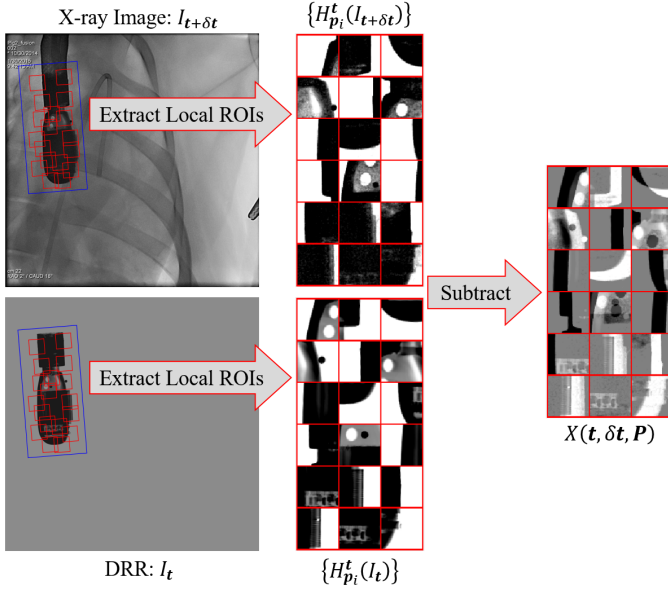 X-ray Image: I_{t+δt}
{H^t_{p_i}(I_{t+δt})}
Extract Local ROIs
Subtract
Extract Local ROIs
X(t, δt, P)
DRR: I_t
{H^t_{p_i}(I_t)}